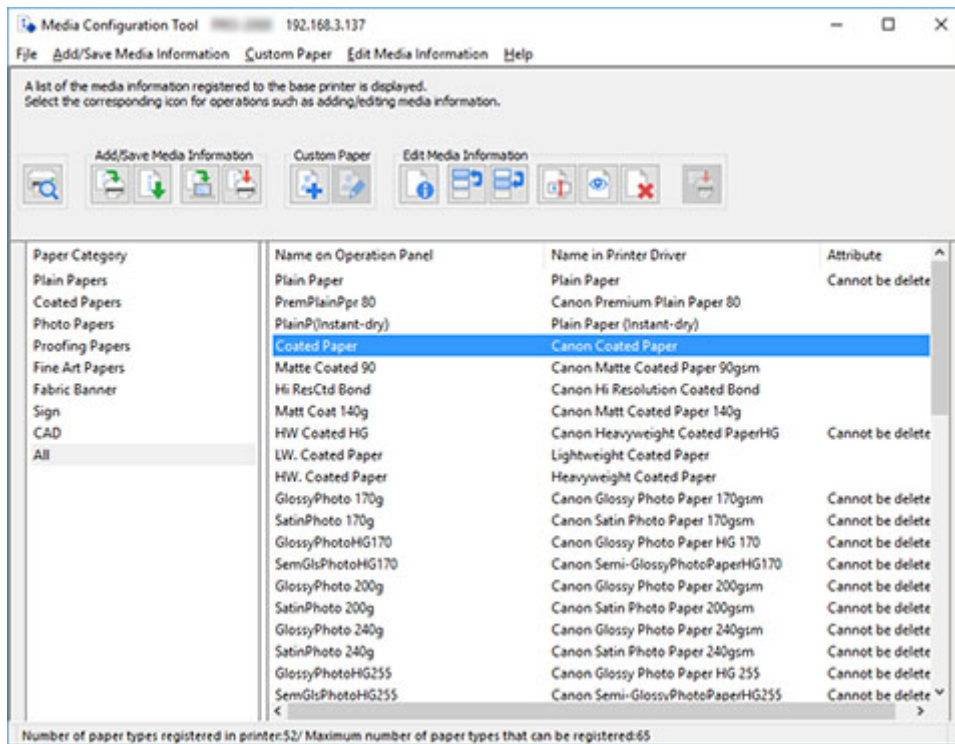 Media Configuration Tool 192.168.3.137
File Add/Save Media Information Custom Paper Edit Media Information Help
A list of the media information registered to the base printer is displayed.
Select the corresponding icon for operations such as adding/editing media information.
Add/Save Media Information Custom Paper Edit Media Information
Paper Category
Plain Papers
Coated Papers
Photo Papers
Proofing Papers
Fine Art Papers
Fabric Banner
Sign
CAD
All
Name on Operation Panel Name in Printer Driver Attribute
Plain Paper Plain Paper Cannot be delete
PremPlainPpr 80 Canon Premium Plain Paper 80
PlainP(Instant-dry) Plain Paper (Instant-dry)
Coated Paper Canon Coated Paper
Matte Coated 90 Canon Matte Coated Paper 90gsm
Hi ResCtd Bond Canon Hi Resolution Coated Bond
Matt Coat 140g Canon Matt Coated Paper 140g
HW Coated HG Canon Heavyweight Coated PaperHG Cannot be delete
LW. Coated Paper Lightweight Coated Paper
HW. Coated Paper Heavyweight Coated Paper
GlossyPhoto 170g Canon Glossy Photo Paper 170gsm Cannot be delete
SatinPhoto 170g Canon Satin Photo Paper 170gsm Cannot be delete
GlossyPhotoHG170 Canon Glossy Photo Paper HG 170 Cannot be delete
SemGlsPhotoHG170 Canon Semi-GlossyPhotoPaperHG170 Cannot be delete
GlossyPhoto 200g Canon Glossy Photo Paper 200gsm Cannot be delete
SatinPhoto 200g Canon Satin Photo Paper 200gsm Cannot be delete
GlossyPhoto 240g Canon Glossy Photo Paper 240gsm Cannot be delete
SatinPhoto 240g Canon Satin Photo Paper 240gsm Cannot be delete
GlossyPhotoHG255 Canon Glossy Photo Paper HG 255 Cannot be delete
SemGlsPhotoHG255 Canon Semi-GlossyPhotoPaperHG255 Cannot be delete
Number of paper types registered in printer:52/ Maximum number of paper types that can be registered:65